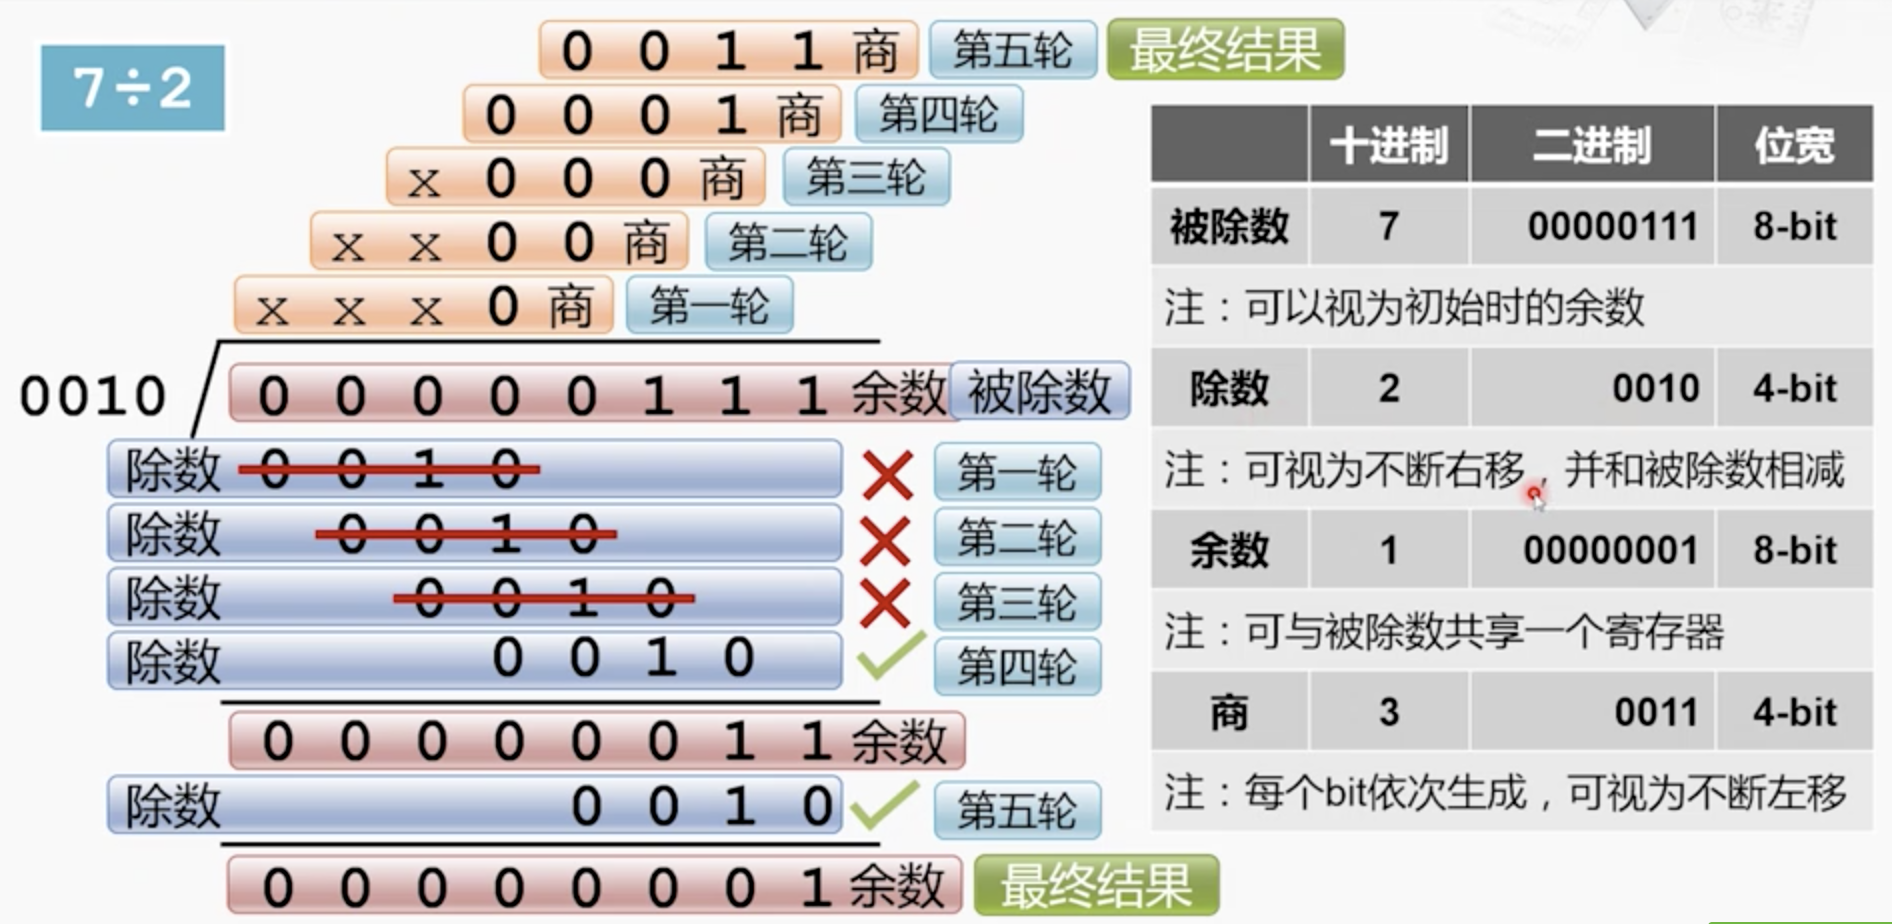 7÷2
0 0 1 1 商 第五轮 最终结果
0 0 0 1 商 第四轮
x 0 0 0 商 第三轮
x x 0 0 商 第二轮
x x x 0 商 第一轮
0010 0 0 0 0 0 1 1 1 余数 被除数
除数 0 0 1 0 第一轮
除数 0 0 1 0 第二轮
除数 0 0 1 0 第三轮
除数 0 0 1 0 第四轮
0 0 0 0 0 0 1 1 余数
除数 0 0 1 0 第五轮
0 0 0 0 0 0 0 1 余数 最终结果
十进制 二进制 位宽
被除数 7 00000111 8-bit
注：可以视为初始时的余数
除数 2 0010 4-bit
注：可视为不断右移，并和被除数相减
余数 1 00000001 8-bit
注：可与被除数共享一个寄存器
商 3 0011 4-bit
注：每个bit依次生成，可视为不断左移